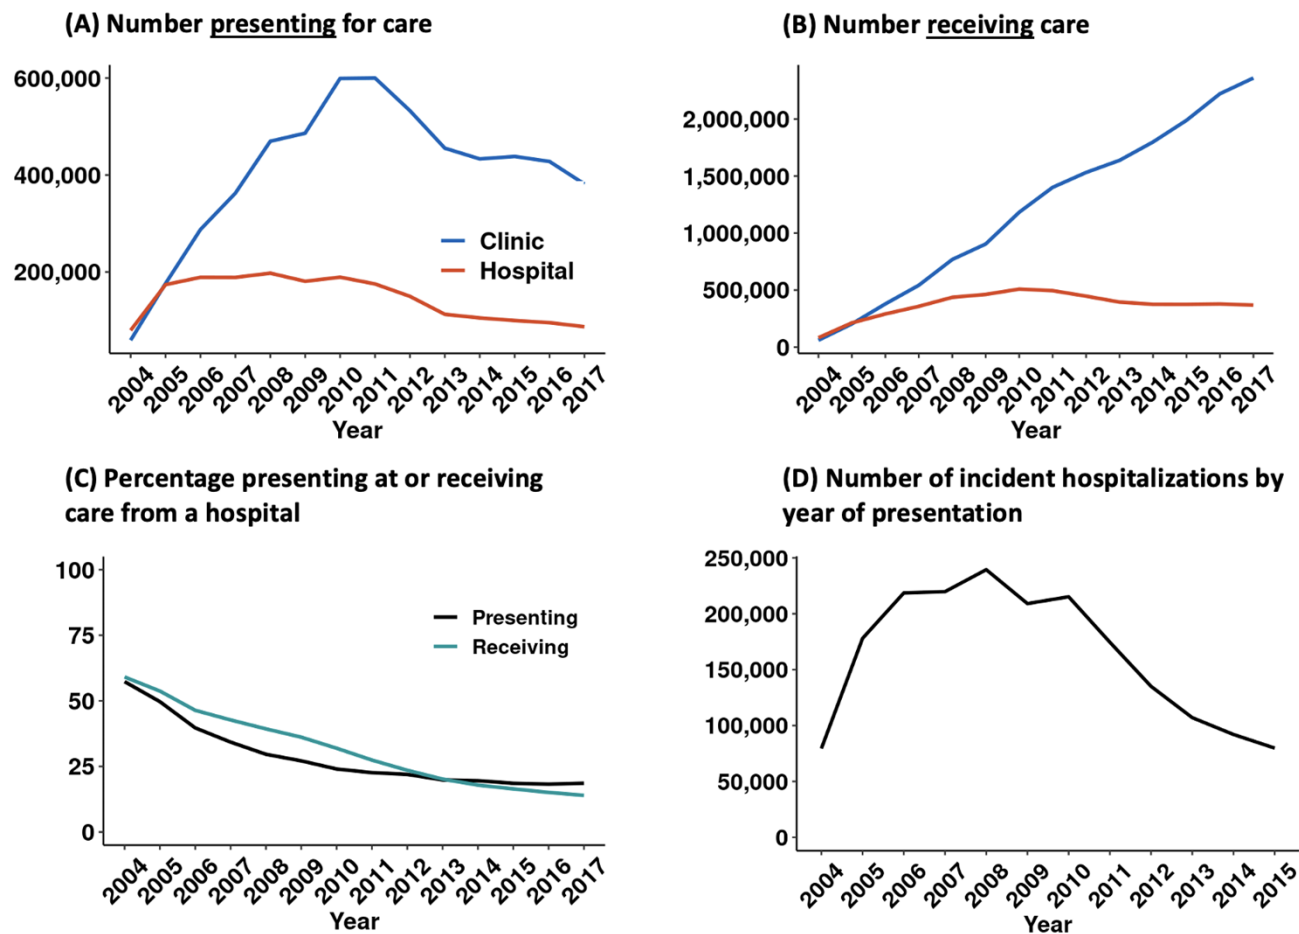 (A) Number presenting for care
600,000
400,000
200,000
Clinic
Hospital
2004 2005 2006 2007 2008 2009 2010 2011 2012 2013 2014 2015 2016 2017
Year
(B) Number receiving care
2,000,000
1,500,000
1,000,000
500,000
0
2004 2005 2006 2007 2008 2009 2010 2011 2012 2013 2014 2015 2016 2017
Year
(C) Percentage presenting at or receiving
care from a hospital
100
75
50
25
0
Presenting
Receiving
2004 2005 2006 2007 2008 2009 2010 2011 2012 2013 2014 2015 2016 2017
Year
(D) Number of incident hospitalizations by
year of presentation
250,000
200,000
150,000
100,000
50,000
0
2004 2005 2006 2007 2008 2009 2010 2011 2012 2013 2014 2015
Year